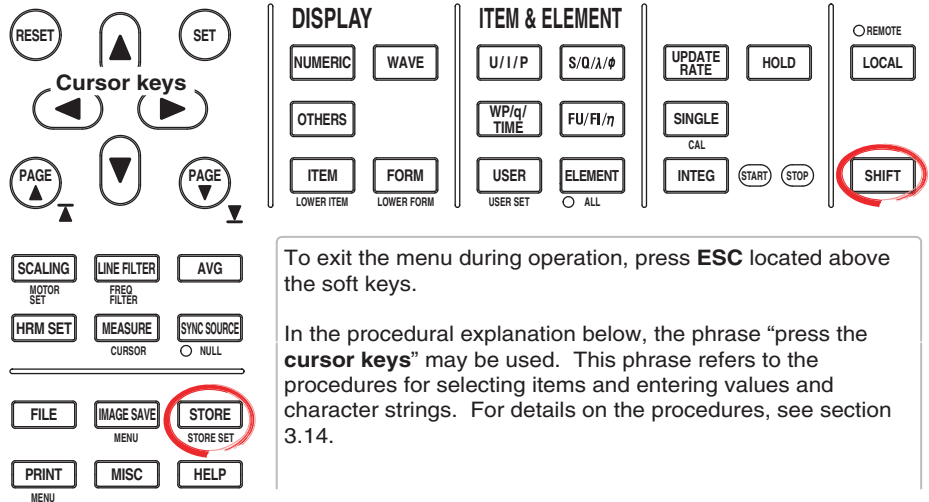 RESET
SET
Cursor keys
PAGE
PAGE
DISPLAY
NUMERIC
WAVE
OTHERS
ITEM
FORM
LOWER ITEM
LOWER FORM
ITEM & ELEMENT
U / I / P
S/Q/λ/ϕ
WP/q/
TIME
FU/FI/η
USER
ELEMENT
USER SET
ALL
UPDATE
RATE
HOLD
SINGLE
CAL
INTEG
START
STOP
REMOTE
LOCAL
SHIFT
SCALING
LINE FILTER
AVG
MOTOR
SET
FREQ
FILTER
HRM SET
MEASURE
SYNC SOURCE
CURSOR
NULL
FILE
IMAGE SAVE
STORE
MENU
STORE SET
PRINT
MISC
HELP
MENU
To exit the menu during operation, press ESC located above
the soft keys.
In the procedural explanation below, the phrase “press the
cursor keys” may be used. This phrase refers to the
procedures for selecting items and entering values and
character strings. For details on the procedures, see section
3.14.